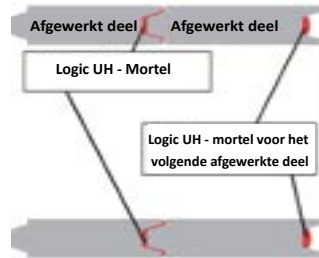 Afgewerkt deel Afgewerkt deel
Logic UH - Mortel
Logic UH - mortel voor het
volgende afgewerkte deel